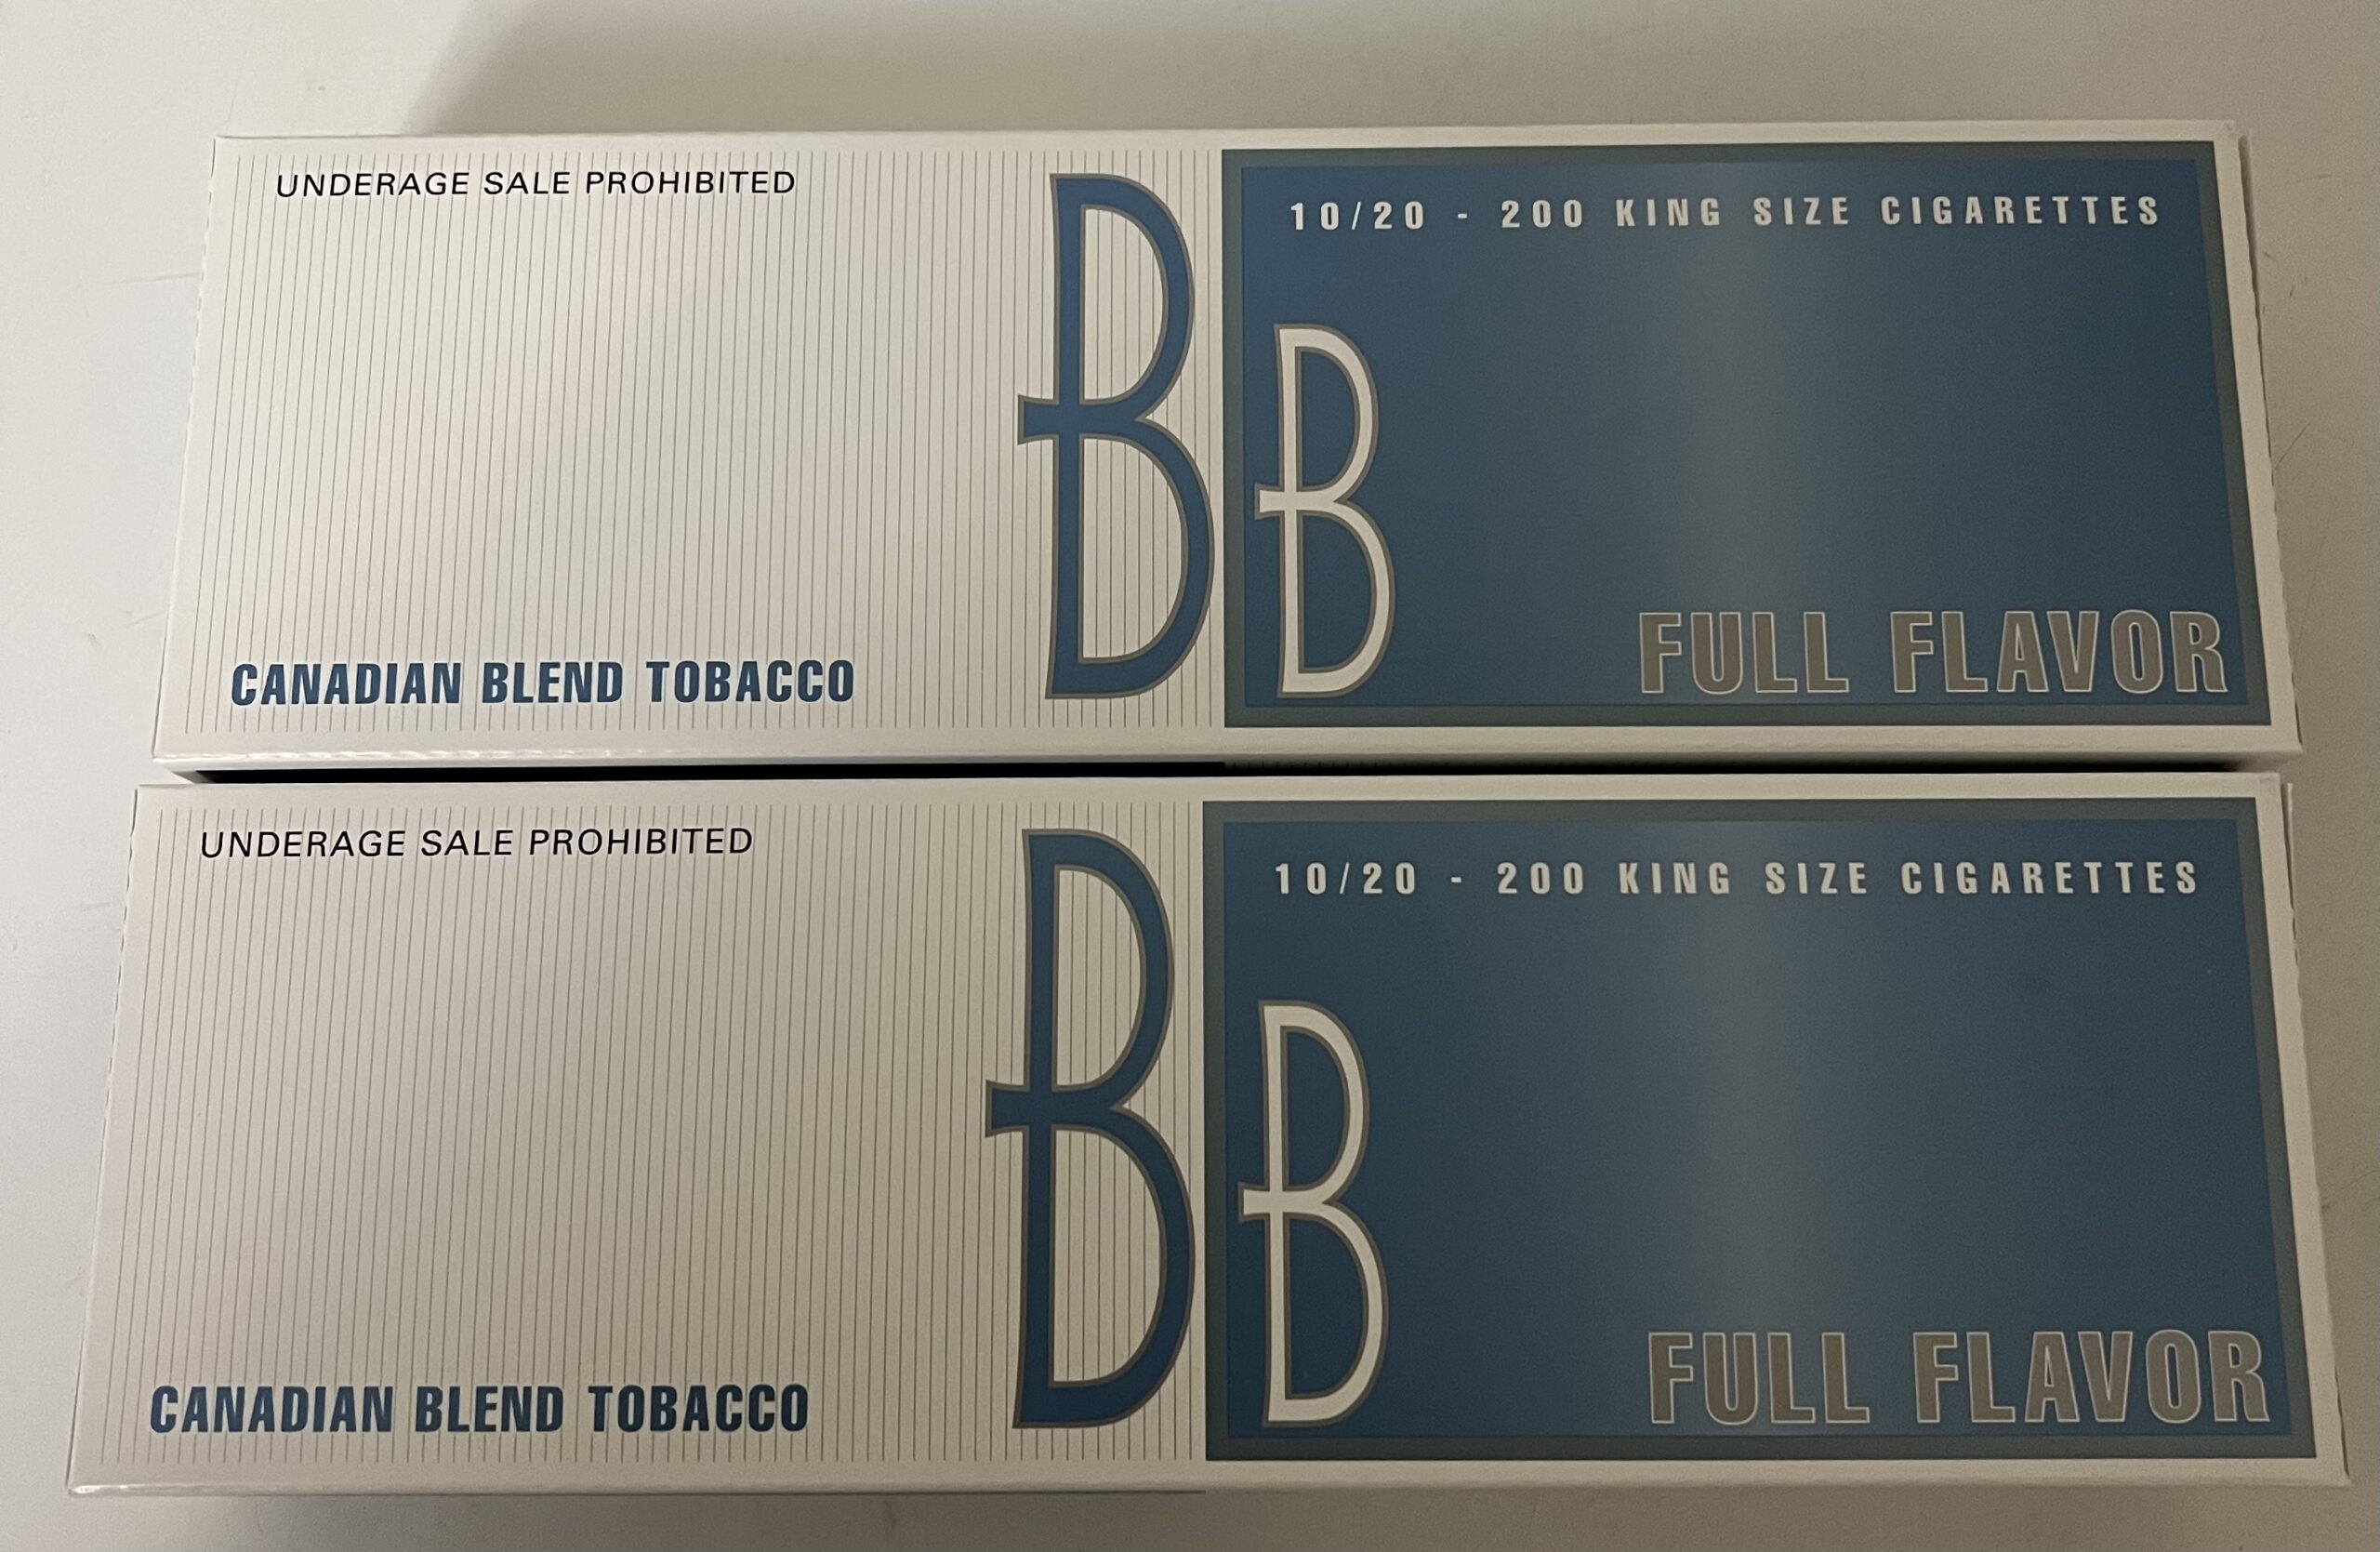 UNDERAGE SALE PROHIBITED
CANADIAN BLEND TOBACCO
BB
10/20 - 200 KING SIZE CIGARETTES
FULL FLAVOR
UNDERAGE SALE PROHIBITED
CANADIAN BLEND TOBACCO
BB
10/20 - 200 KING SIZE CIGARETTES
FULL FLAVOR